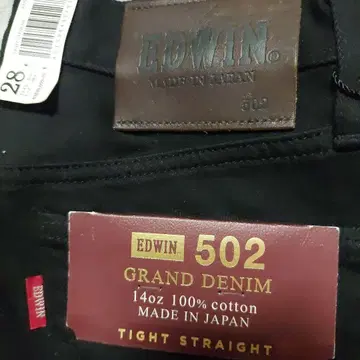 28
EDWIN
MADE IN JAPAN
502
EDWIN 502
GRAND DENIM
14oz 100% cotton
MADE IN JAPAN
TIGHT STRAIGHT
EDWIN